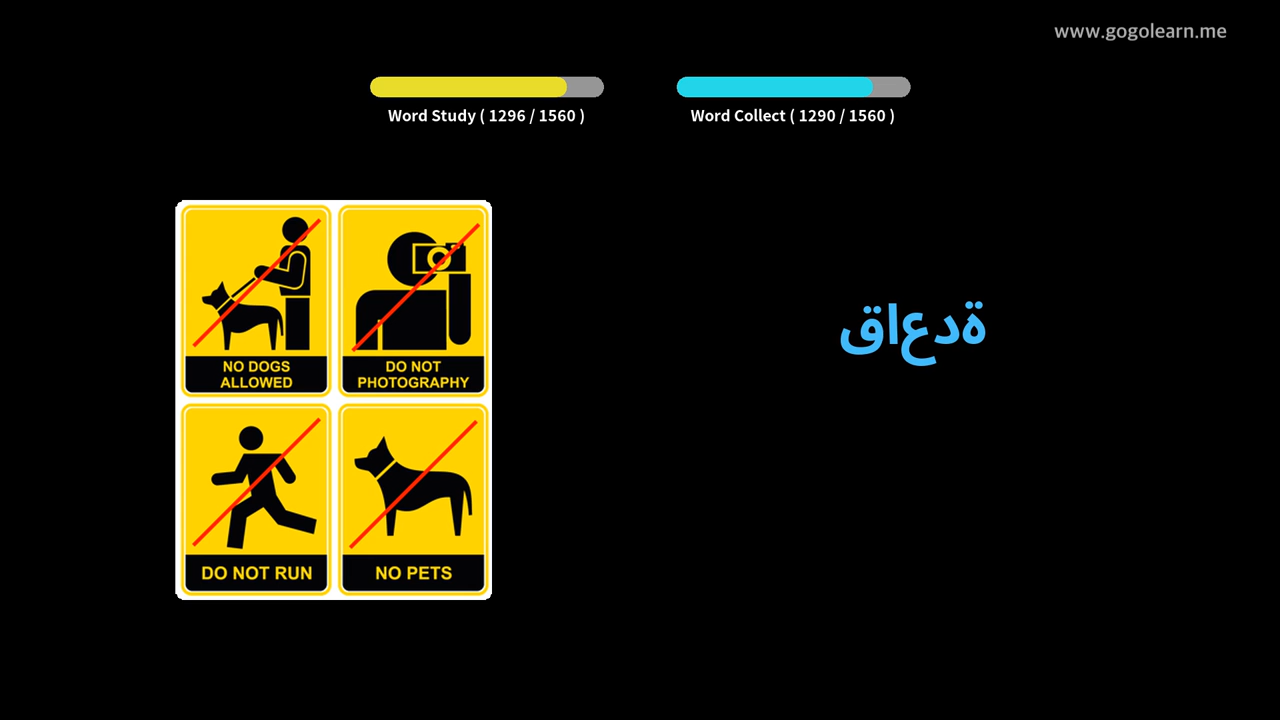 www.gogolearn.me
Word Study ( 1296 / 1560 )
Word Collect ( 1290 / 1560 )
NO DOGS
ALLOWED
DO NOT
PHOTOGRAPHY
ةدعاق
DO NOT RUN
NO PETS